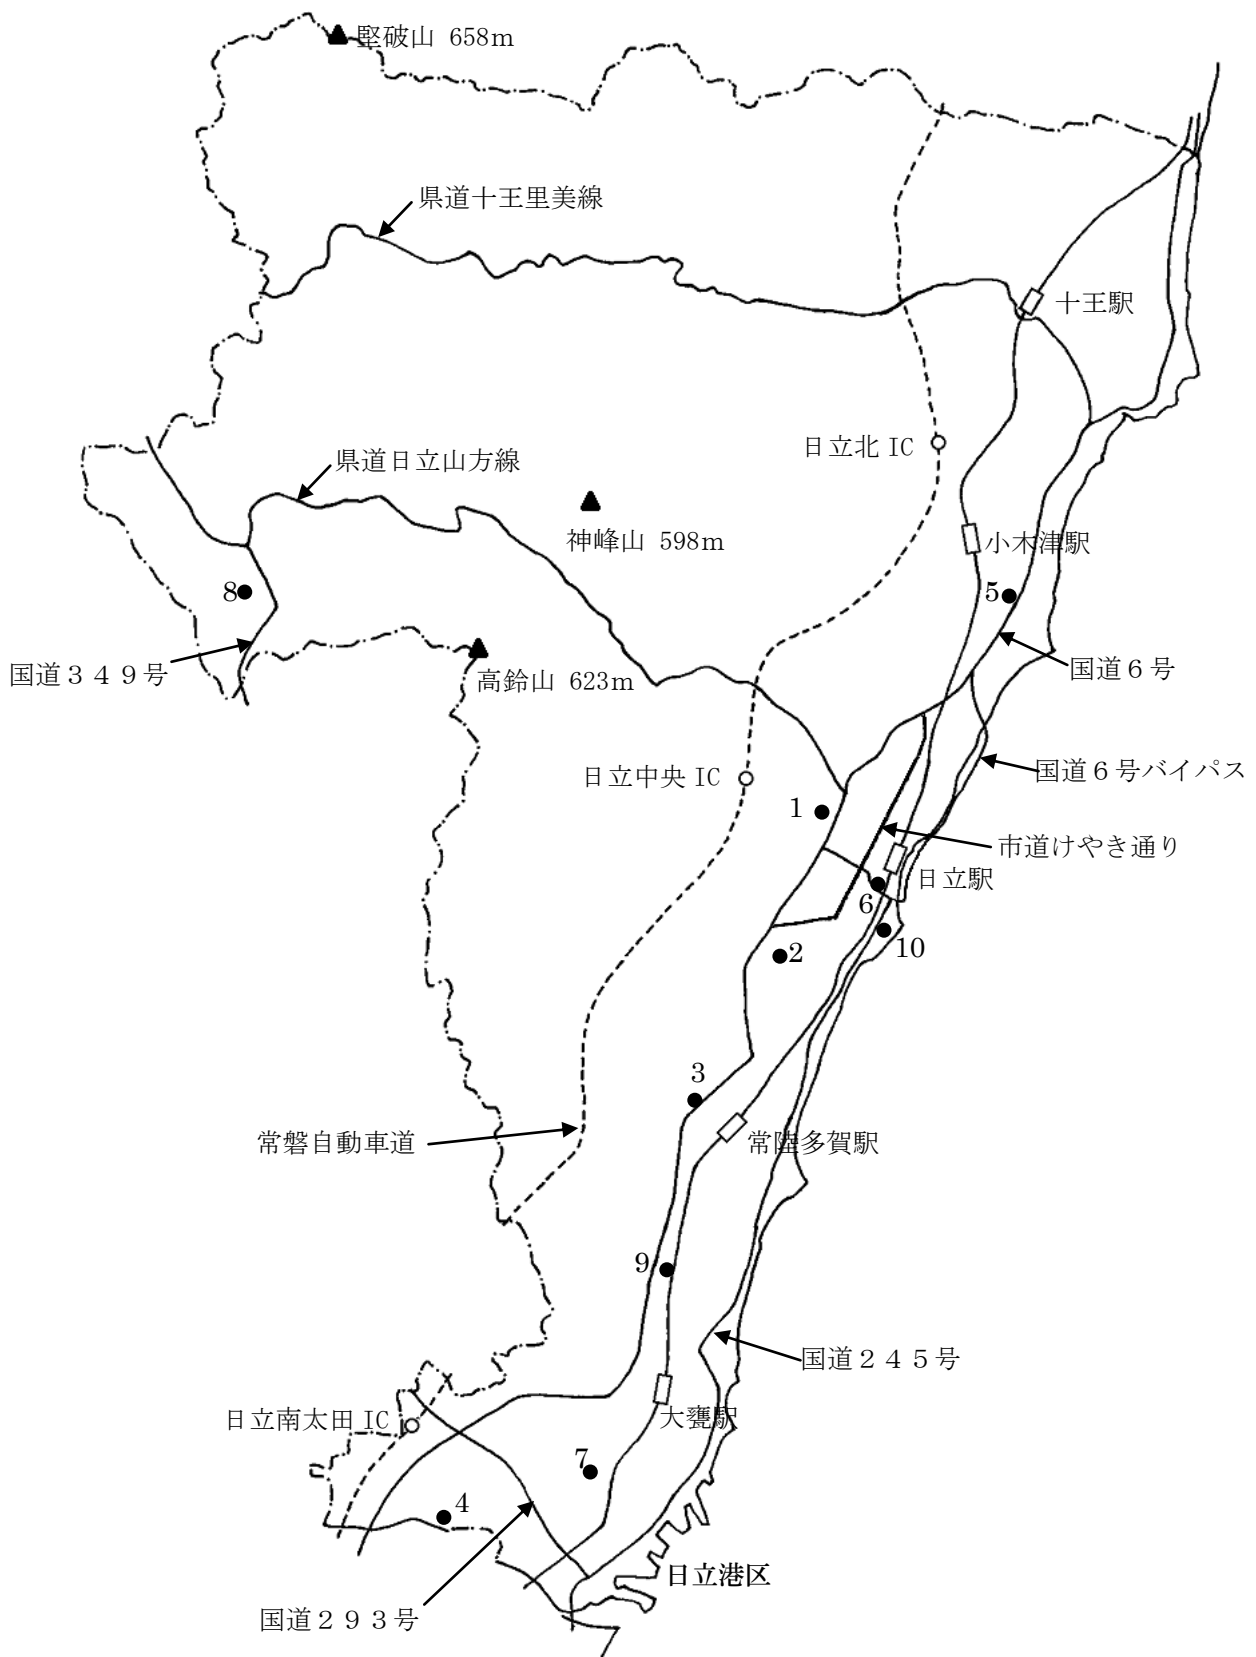 堅破山 658m
県道十王里美線
十王駅
日立北 IC
県道日立山方線
神峰山 598m
小木津駅
8
5
国道３４９号
高鈴山 623m
国道６号
国道６号バイパス
日立中央 IC
1
市道けやき通り
日立駅
6
2
10
3
常磐自動車道
常陸多賀駅
9
国道２４５号
日立南太田 IC
大甕駅
7
4
日立港区
国道２９３号